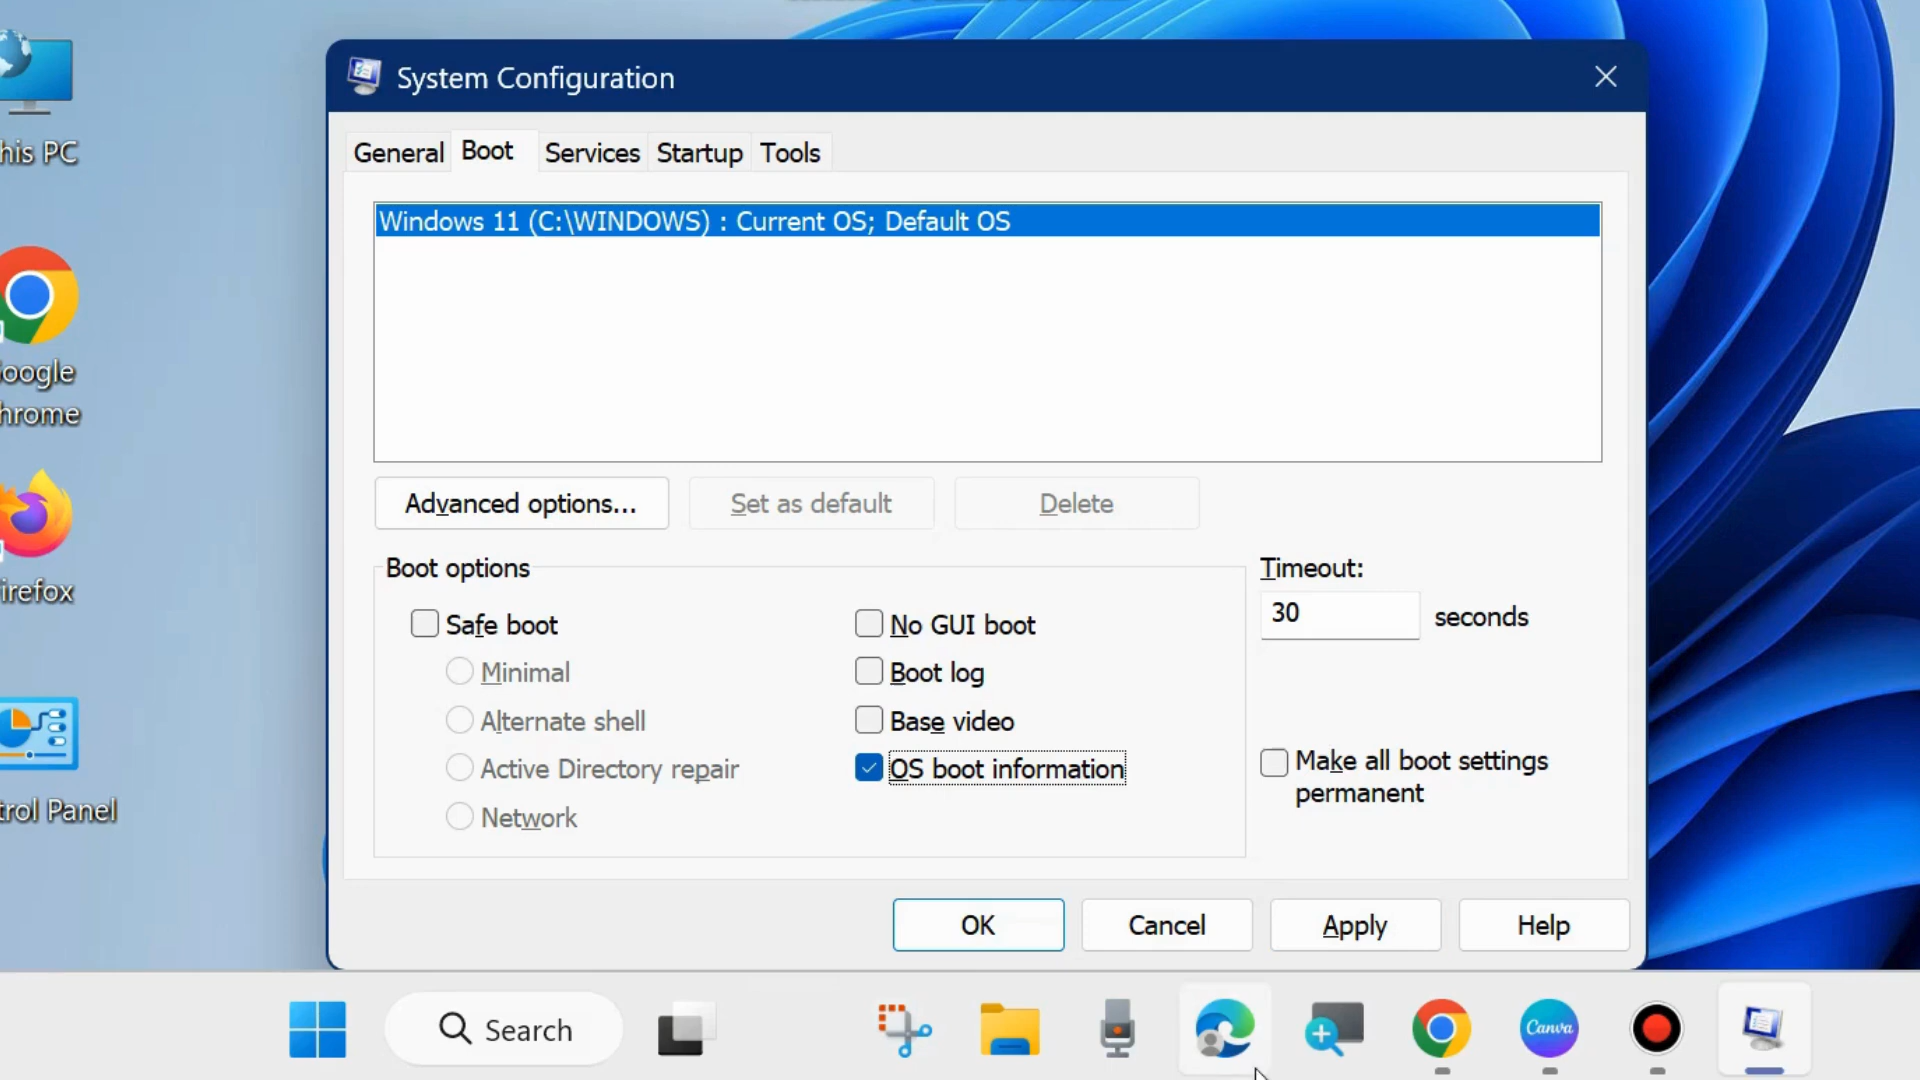 System Configuration
General Boot Services Startup Tools
Windows 11 (C:\WINDOWS) : Current OS; Default OS
Advanced options... Set as default Delete
Boot options
Safe boot
Minimal
Alternate shell
Active Directory repair
Network
No GUI boot
Boot log
Base video
OS boot information
Timeout:
30 seconds
Make all boot settings
permanent
OK Cancel Apply Help
his PC
oogle
hrome
irefox
trol Panel
Search
Canva